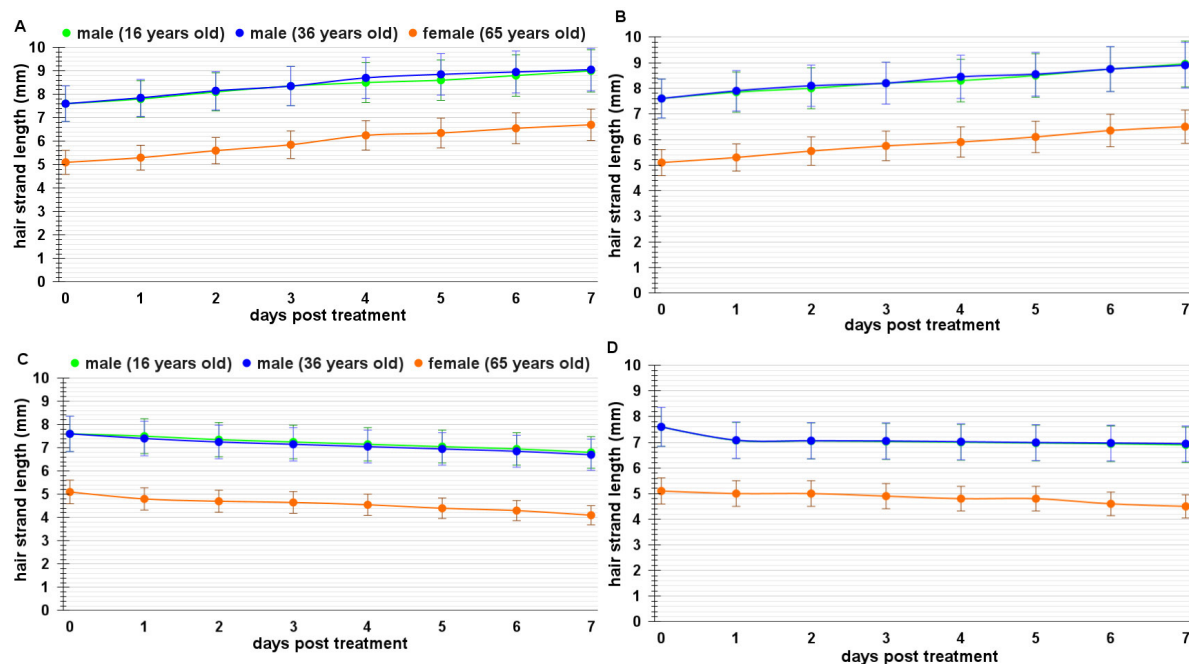 A
male (16 years old) male (36 years old) female (65 years old)
hair strand length (mm)
10
9
8
7
6
5
4
3
2
1
0
0 1 2 3 4 5 6 7
days post treatment
B
hair strand length (mm)
10
9
8
7
6
5
4
3
2
1
0
0 1 2 3 4 5 6 7
days post treatment
C
male (16 years old) male (36 years old) female (65 years old)
hair strand length (mm)
10
9
8
7
6
5
4
3
2
1
0
0 1 2 3 4 5 6 7
days post treatment
D
hair strand length (mm)
10
9
8
7
6
5
4
3
2
1
0
0 1 2 3 4 5 6 7
days post treatment